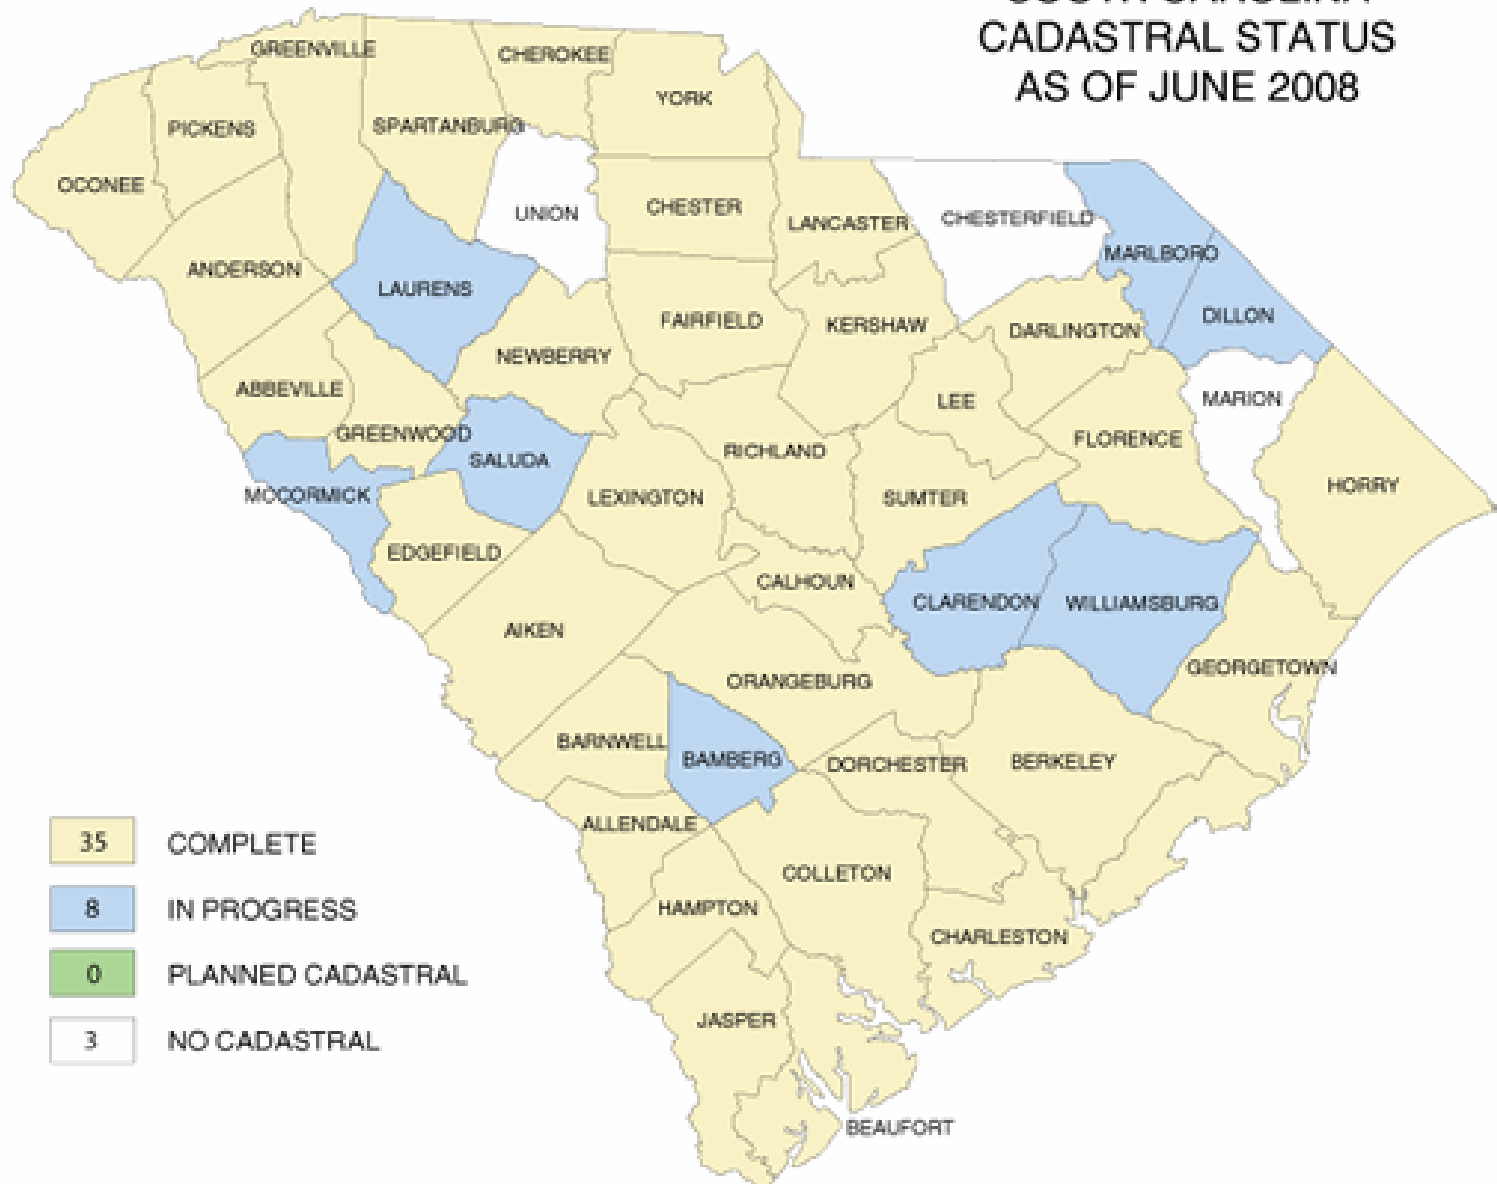 CADASTRAL STATUS
AS OF JUNE 2008
GREENVILLE
CHEROKEE
YORK
PICKENS
SPARTANBURG
OCONEE
UNION
CHESTER
LANCASTER
CHESTERFIELD
MARLBORO
ANDERSON
LAURENS
DILLON
FAIRFIELD
KERSHAW
DARLINGTON
NEWBERRY
ABBEVILLE
LEE
MARION
GREENWOOD
FLORENCE
RICHLAND
SALUDA
HORRY
MCCORMICK
LEXINGTON
SUMTER
EDGEFIELD
CALHOUN
CLARENDON
WILLIAMSBURG
AIKEN
GEORGETOWN
ORANGEBURG
BARNWELL
BAMBERG
DORCHESTER
BERKELEY
ALLENDALE
COLLETON
HAMPTON
CHARLESTON
JASPER
BEAUFORT
35 COMPLETE
8 IN PROGRESS
0 PLANNED CADASTRAL
3 NO CADASTRAL